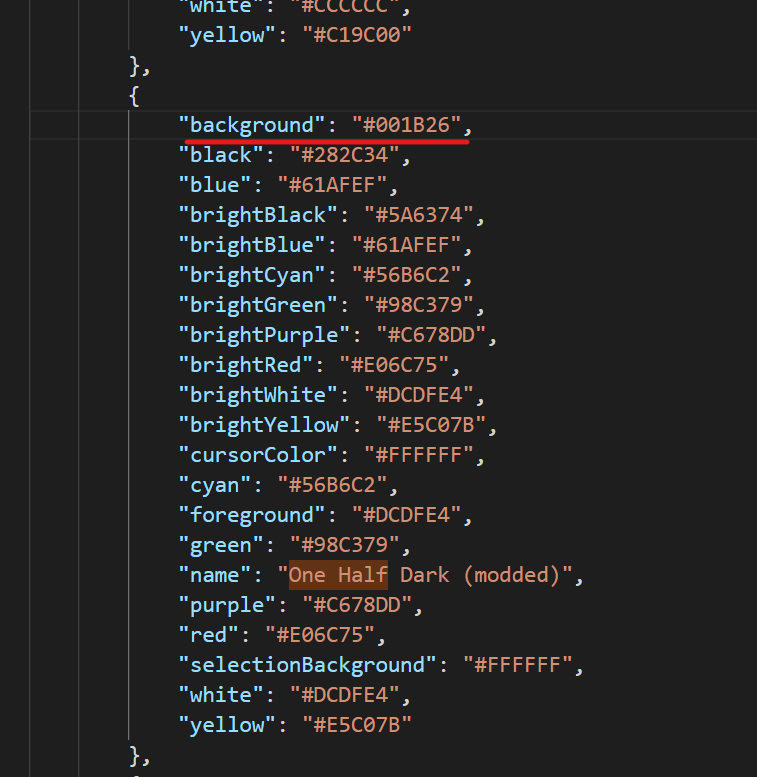 "white": "#CCCCCC",
"yellow": "#C19C00"
},
{
"background": "#001B26",
"black": "#282C34",
"blue": "#61AFEF",
"brightBlack": "#5A6374",
"brightBlue": "#61AFEF",
"brightCyan": "#56B6C2",
"brightGreen": "#98C379",
"brightPurple": "#C678DD",
"brightRed": "#E06C75",
"brightWhite": "#DCDFE4",
"brightYellow": "#E5C07B",
"cursorColor": "#FFFFFF",
"cyan": "#56B6C2",
"foreground": "#DCDFE4",
"green": "#98C379",
"name": "One Half Dark (modded)",
"purple": "#C678DD",
"red": "#E06C75",
"selectionBackground": "#FFFFFF",
"white": "#DCDFE4",
"yellow": "#E5C07B"
},